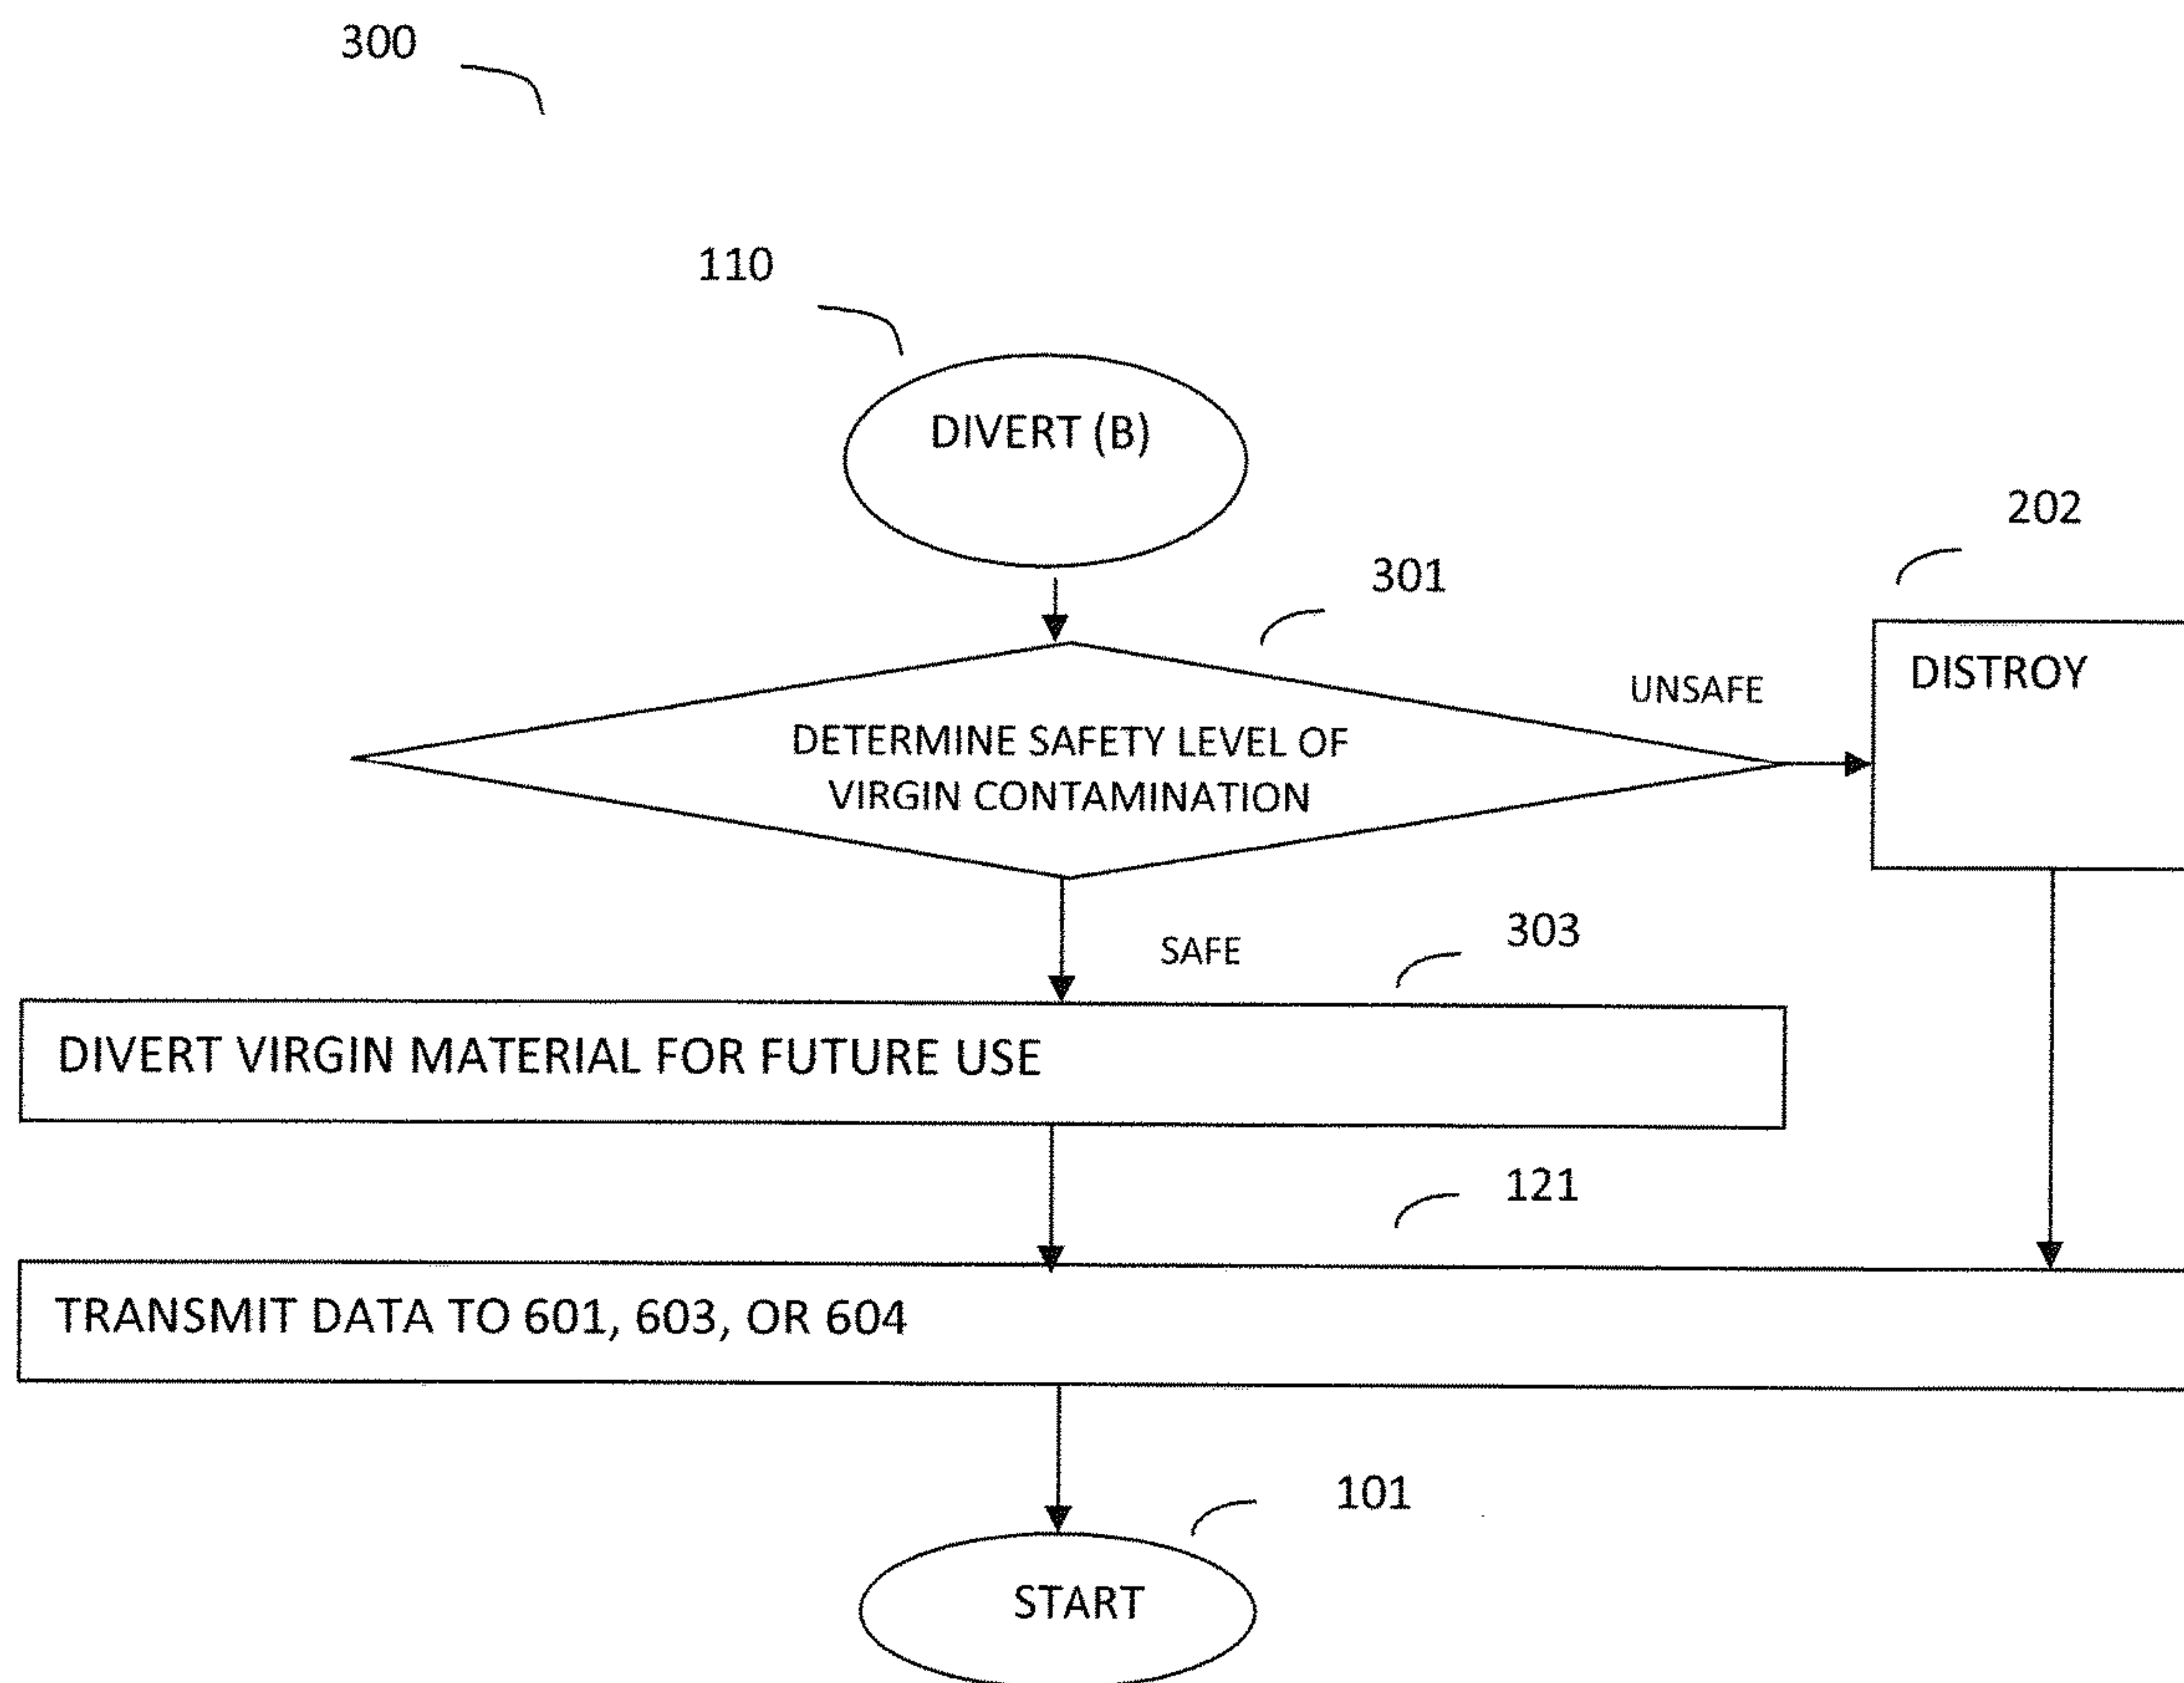 300
110
DIVERT (B)
202
301
DISTROY
UNSAFE
DETERMINE SAFETY LEVEL OF
VIRGIN CONTAMINATION
303
SAFE
DIVERT VIRGIN MATERIAL FOR FUTURE USE
121
TRANSMIT DATA TO 601, 603, OR 604
101
START